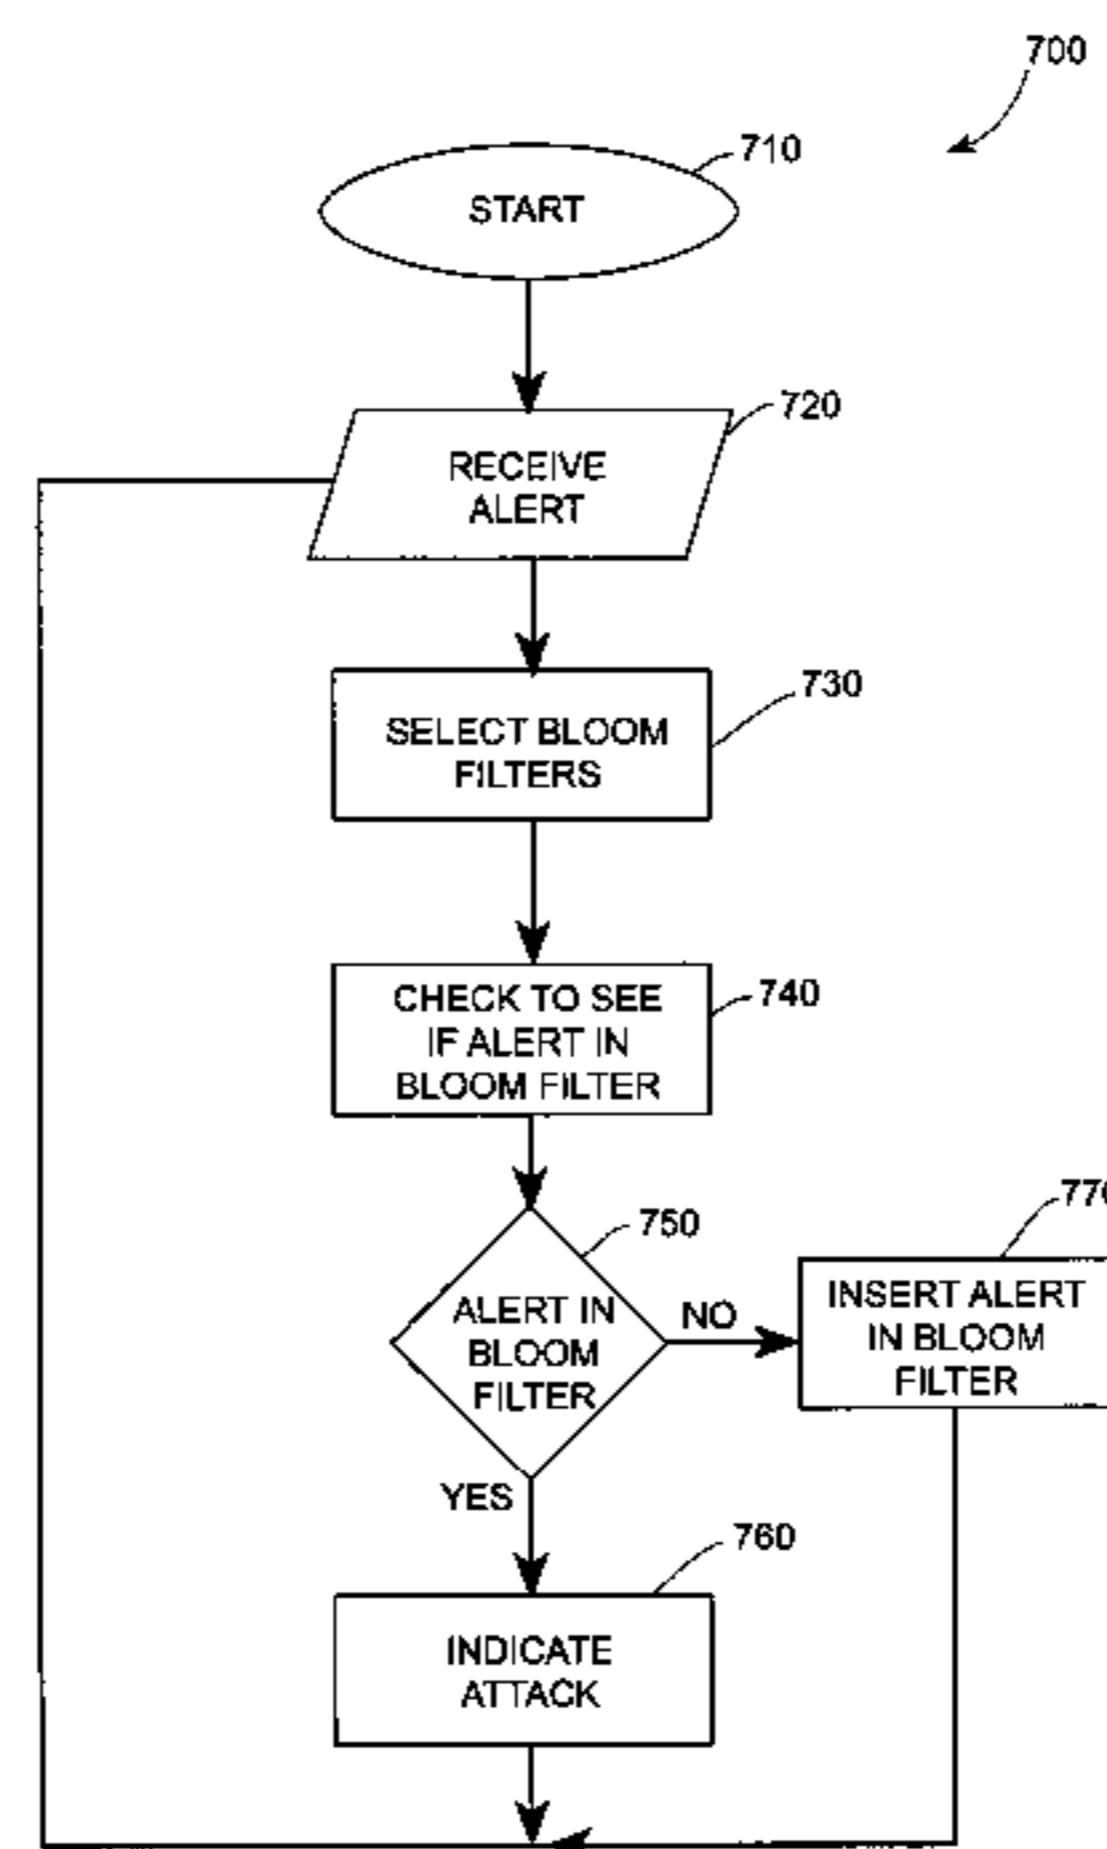 700
710
START
720
RECEIVE
ALERT
730
SELECT BLOOM
FILTERS
740
CHECK TO SEE
IF ALERT IN
BLOOM FILTER
750
ALERT IN
BLOOM
FILTER
NO
770
INSERT ALERT
IN BLOOM
FILTER
YES
760
INDICATE
ATTACK